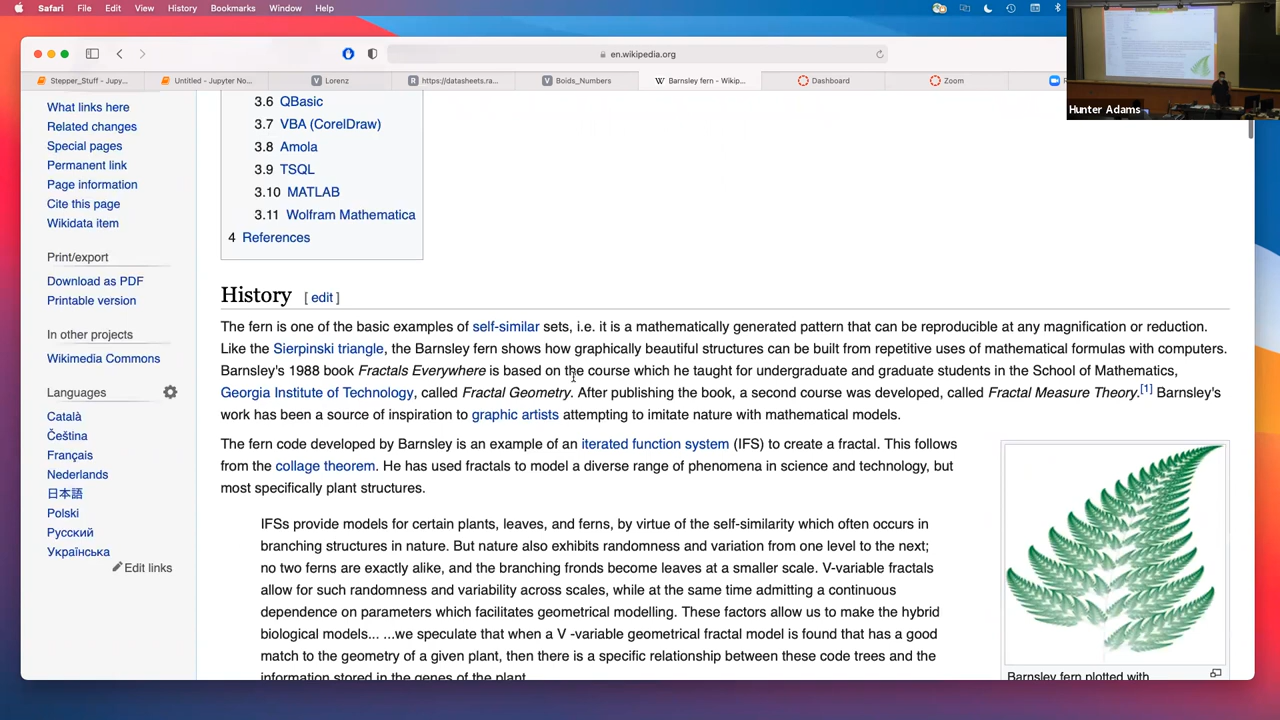 Safari File Edit View History Bookmarks Window Help
en.wikipedia.org
Stepper_Stuff - Jupy...
Untitled - Jupyter No...
Lorenz
https://datasheets.ra...
Boids_Numbers
Barnsley fern - Wikip...
Dashboard
Zoom
Hunter Adams
What links here
Related changes
Special pages
Permanent link
Page information
Cite this page
Wikidata item
Print/export
Download as PDF
Printable version
In other projects
Wikimedia Commons
Languages
Català
Čeština
Français
Nederlands
日本語
Polski
Русский
Українська
Edit links
3.6 QBasic
3.7 VBA (CorelDraw)
3.8 Amola
3.9 TSQL
3.10 MATLAB
3.11 Wolfram Mathematica
4 References
History [ edit ]
The fern is one of the basic examples of self-similar sets, i.e. it is a mathematically generated pattern that can be reproducible at any magnification or reduction.
Like the Sierpinski triangle, the Barnsley fern shows how graphically beautiful structures can be built from repetitive uses of mathematical formulas with computers.
Barnsley's 1988 book Fractals Everywhere is based on the course which he taught for undergraduate and graduate students in the School of Mathematics,
Georgia Institute of Technology, called Fractal Geometry. After publishing the book, a second course was developed, called Fractal Measure Theory.[1] Barnsley's
work has been a source of inspiration to graphic artists attempting to imitate nature with mathematical models.
The fern code developed by Barnsley is an example of an iterated function system (IFS) to create a fractal. This follows
from the collage theorem. He has used fractals to model a diverse range of phenomena in science and technology, but
most specifically plant structures.
IFSs provide models for certain plants, leaves, and ferns, by virtue of the self-similarity which often occurs in
branching structures in nature. But nature also exhibits randomness and variation from one level to the next;
no two ferns are exactly alike, and the branching fronds become leaves at a smaller scale. V-variable fractals
allow for such randomness and variability across scales, while at the same time admitting a continuous
dependence on parameters which facilitates geometrical modelling. These factors allow us to make the hybrid
biological models... ...we speculate that when a V -variable geometrical fractal model is found that has a good
match to the geometry of a given plant, then there is a specific relationship between these code trees and the
information stored in the genes of the plant.
Barnsley fern plotted with